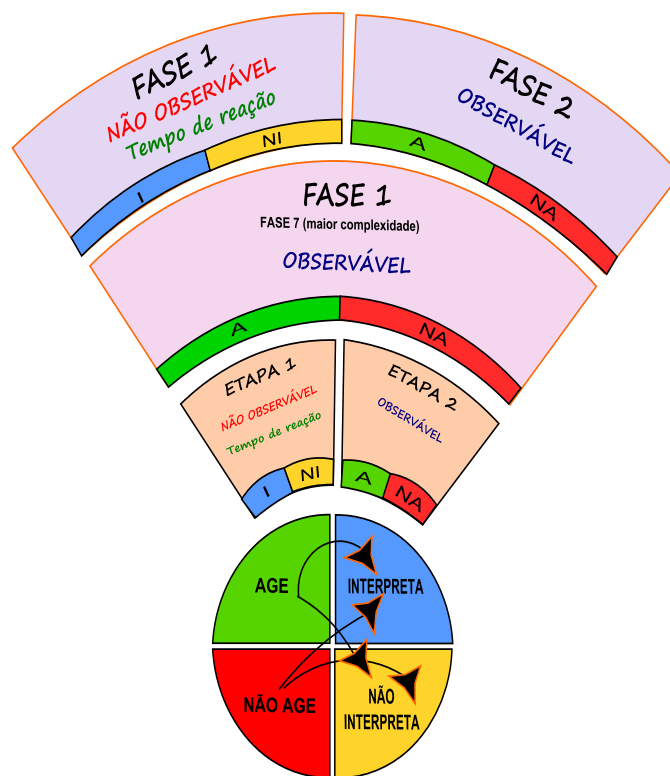 FASE 1
NÃO OBSERVÁVEL
Tempo de reação
I
NI
FASE 2
OBSERVÁVEL
A
NA
FASE 1
FASE 7 (maior complexidade)
OBSERVÁVEL
A
NA
ETAPA 1
NÃO OBSERVÁVEL
Tempo de reação
I
NI
ETAPA 2
OBSERVÁVEL
A
NA
AGE
INTERPRETA
NÃO AGE
NÃO
INTERPRETA